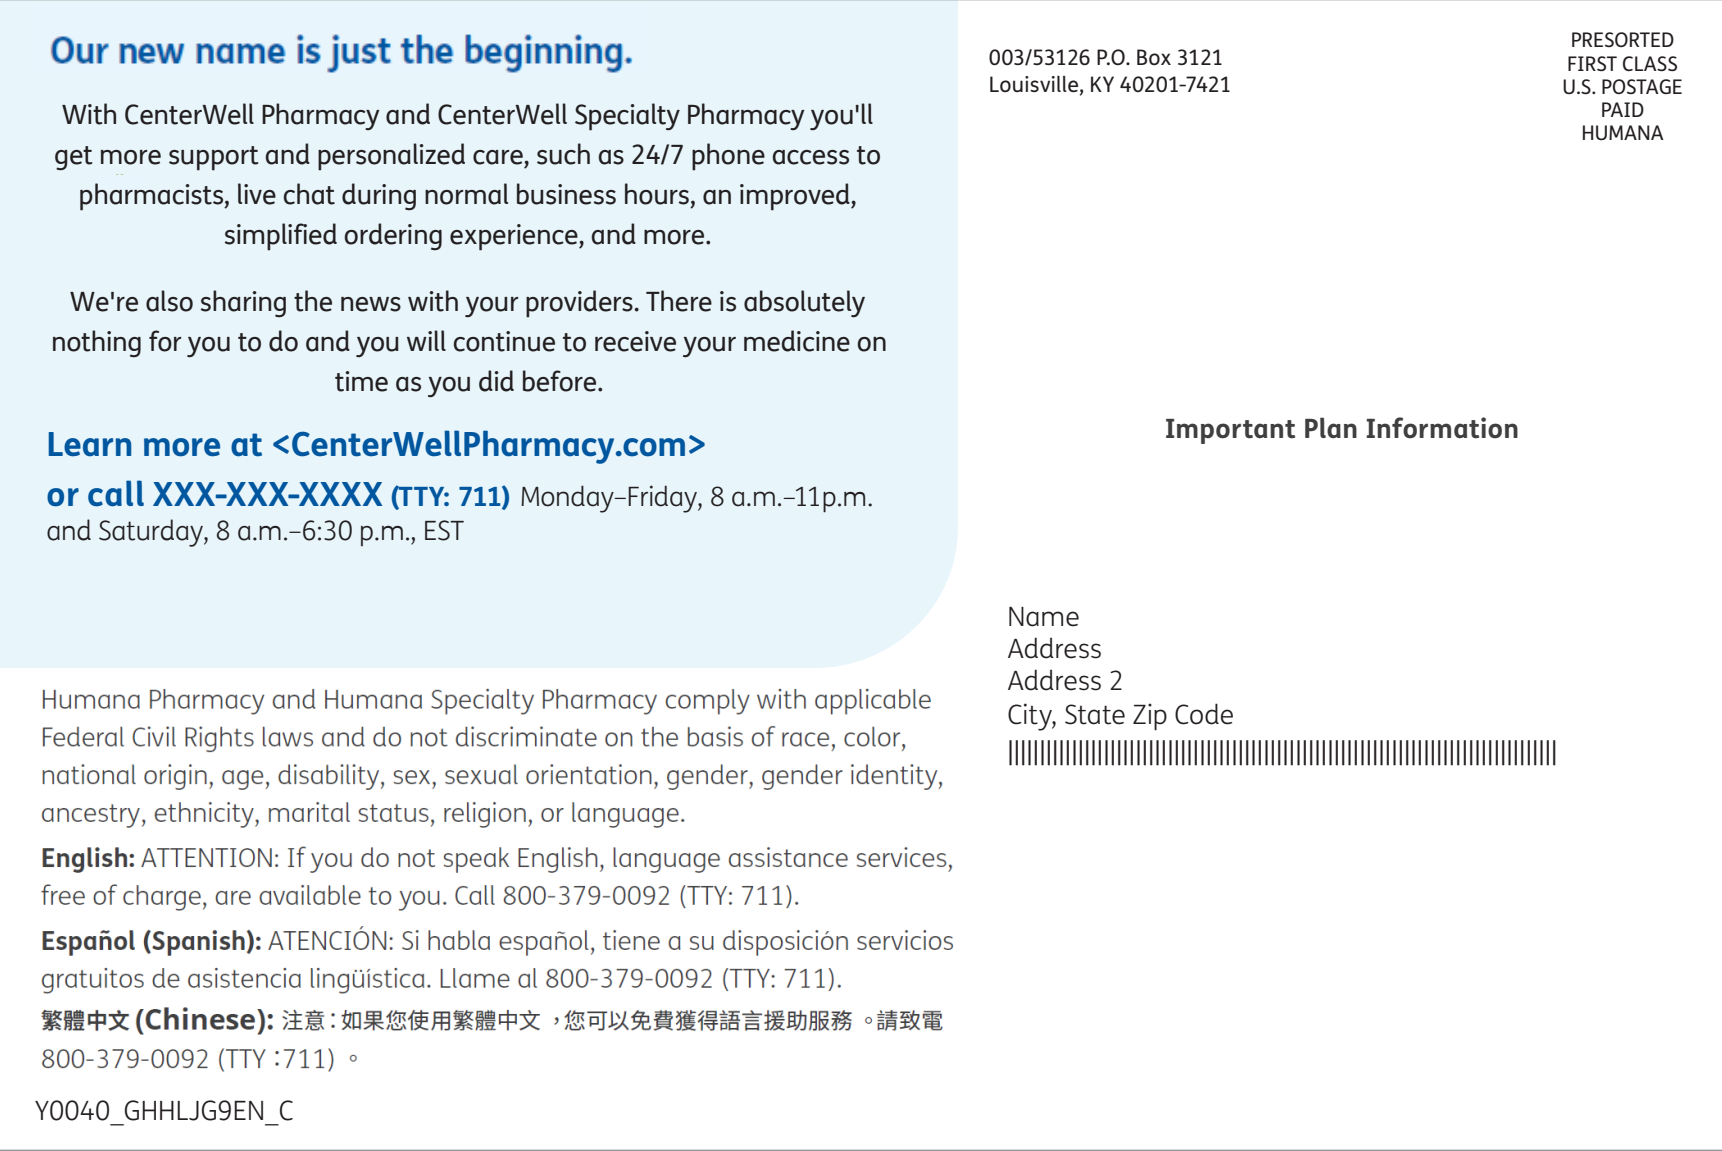 Our new name is just the beginning.
With CenterWell Pharmacy and CenterWell Specialty Pharmacy you'll
get more support and personalized care, such as 24/7 phone access to
pharmacists, live chat during normal business hours, an improved,
simplified ordering experience, and more.
We're also sharing the news with your providers. There is absolutely
nothing for you to do and you will continue to receive your medicine on
time as you did before.
Learn more at <CenterWellPharmacy.com>
or call XXX-XXX-XXXX (TTY: 711) Monday–Friday, 8 a.m.–11p.m.
and Saturday, 8 a.m.–6:30 p.m., EST
Humana Pharmacy and Humana Specialty Pharmacy comply with applicable
Federal Civil Rights laws and do not discriminate on the basis of race, color,
national origin, age, disability, sex, sexual orientation, gender, gender identity,
ancestry, ethnicity, marital status, religion, or language.
English: ATTENTION: If you do not speak English, language assistance services,
free of charge, are available to you. Call 800-379-0092 (TTY: 711).
Español (Spanish): ATENCIÓN: Si habla español, tiene a su disposición servicios
gratuitos de asistencia lingüística. Llame al 800-379-0092 (TTY: 711).
繁體中文 (Chinese): 注意：如果您使用繁體中文，您可以免費獲得語言援助服務。請致電
800-379-0092 (TTY：711)。
Y0040_GHHLJG9EN_C
003/53126 P.O. Box 3121
Louisville, KY 40201-7421
PRESORTED
FIRST CLASS
U.S. POSTAGE
PAID
HUMANA
Important Plan Information
Name
Address
Address 2
City, State Zip Code